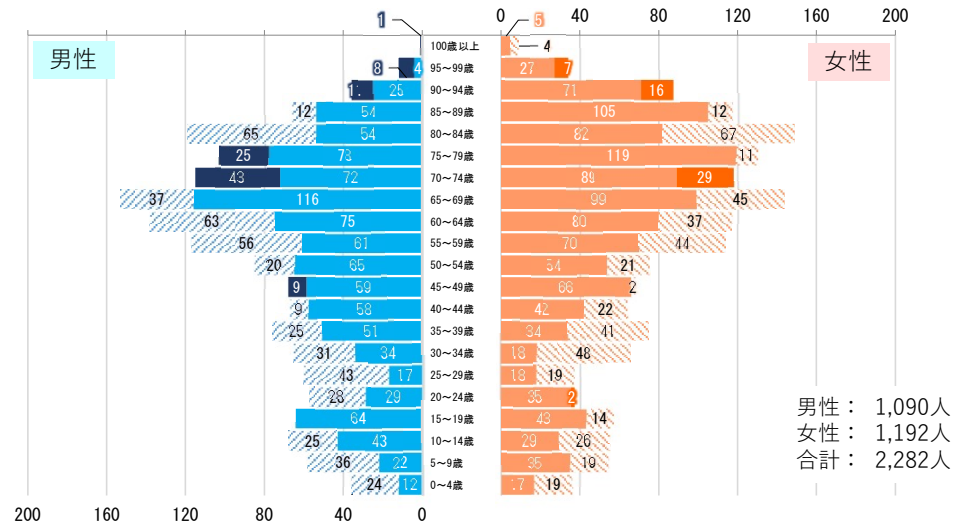 1 0 5 40 80 120 160 200
男性 女性
100歳以上 4
8 4 95～99歳 27 7
11 25 90～94歳 71 16
12 54 85～89歳 105 12
65 54 80～84歳 82 67
25 78 75～79歳 119 11
43 72 70～74歳 89 29
37 116 65～69歳 99 45
63 75 60～64歳 80 37
56 61 55～59歳 70 44
20 65 50～54歳 54 21
9 59 45～49歳 66 2
9 58 40～44歳 42 22
25 51 35～39歳 34 41
31 34 30～34歳 18 48
43 17 25～29歳 18 19
28 29 20～24歳 35 2
64 15～19歳 43 14
25 43 10～14歳 29 26
36 22 5～9歳 35 19
24 12 0～4歳 17 19
200 160 120 80 40 0
男性： 1,090人
女性： 1,192人
合計： 2,282人